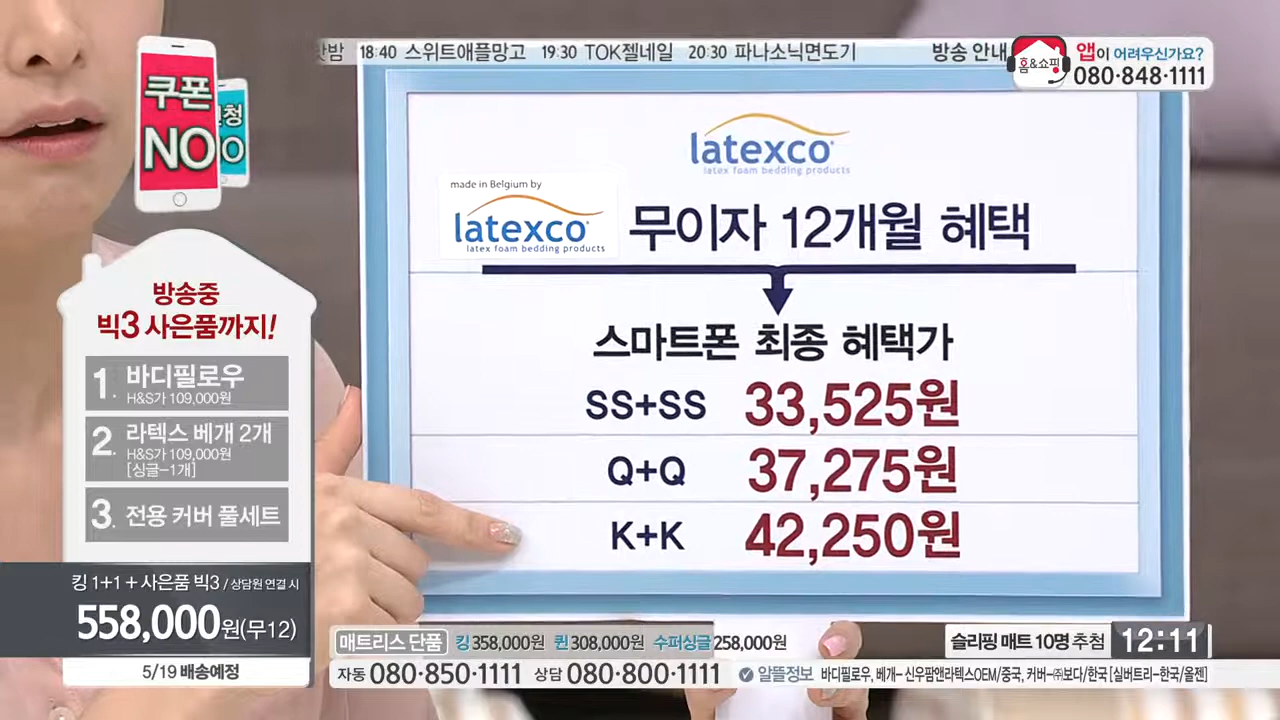 18:40 스위트애플망고 19:30 TOK젤네일 20:30 파나소닉면도기
방송 안내
홈&쇼핑
앱이 어려우신가요?
080·848·1111
쿠폰
NO
latexco
latex foam bedding products
made in Belgium by
latexco
latex foam bedding products
무이자 12개월 혜택
스마트폰 최종 혜택가
SS+SS 33,525원
Q+Q 37,275원
K+K 42,250원
방송중
빅3 사은품까지!
1. 바디필로우
H&S가 109,000원
2. 라텍스 베개 2개
H&S가 109,000원
[싱글-1개]
3. 전용 커버 풀세트
킹 1+1 + 사은품 빅3 / 상담원 연결 시
558,000원(무12)
5/19 배송예정
매트리스 단품 킹 358,000원 퀸 308,000원 수퍼싱글 258,000원
슬리핑 매트 10명 추첨 12:11
자동 080·850·1111 상담 080·800·1111
알뜰정보 바디필로우, 베개- 신우팜앤라텍스OEM/중국, 커버-㈜보다/한국 [실버트리-한국/올젠]